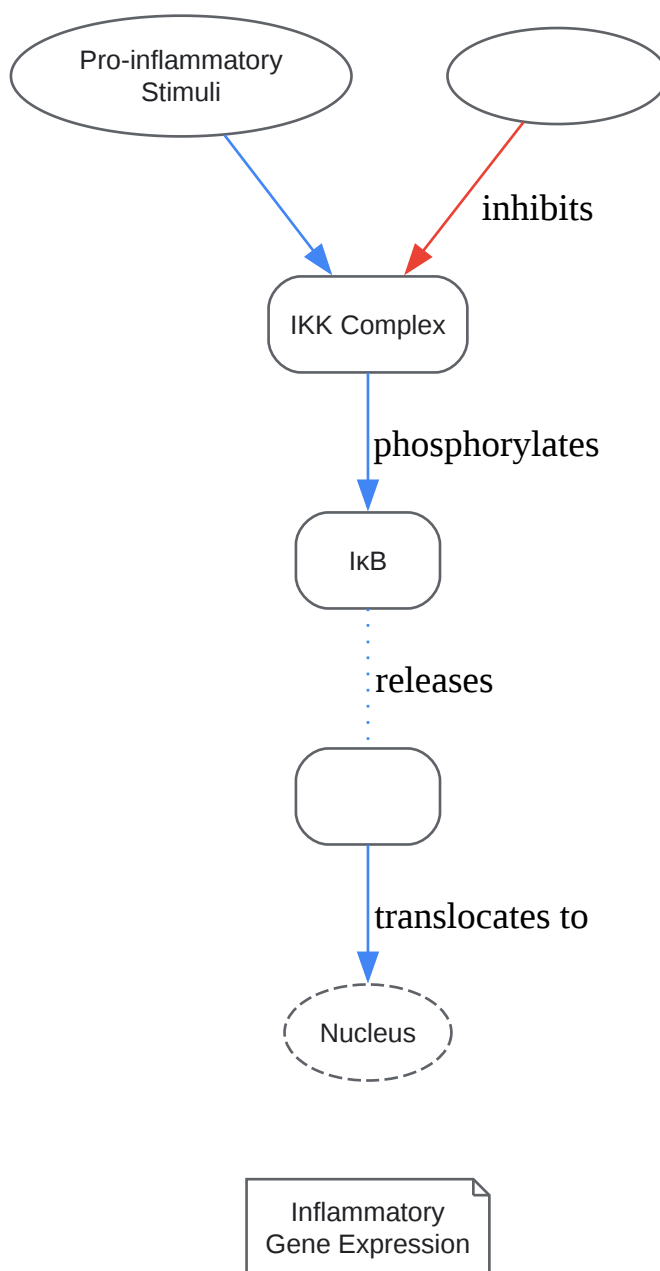 Pro-inflammatory
Stimuli
inhibits
IKK Complex
phosphorylates
IκB
releases
translocates to
Nucleus
Inflammatory
Gene Expression